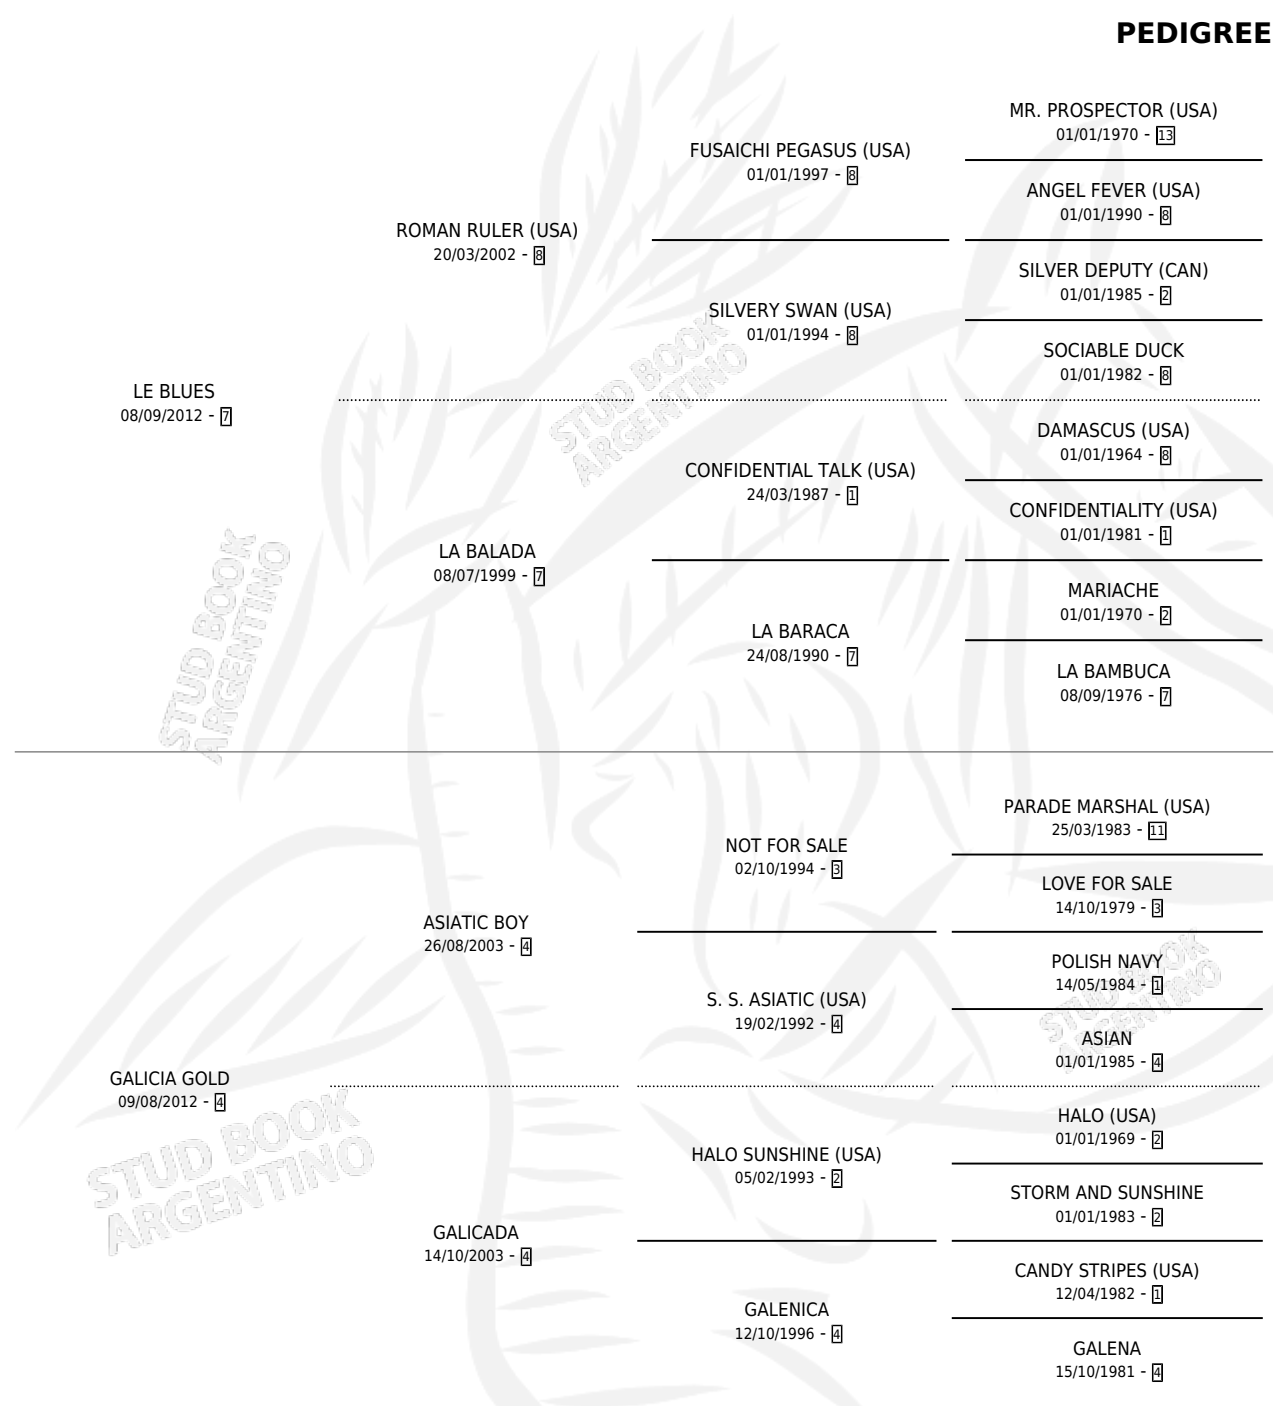 PEDIGREE
MR. PROSPECTOR (USA)
01/01/1970 - 13
FUSAICHI PEGASUS (USA)
01/01/1997 - 8
ANGEL FEVER (USA)
01/01/1990 - 8
ROMAN RULER (USA)
20/03/2002 - 8
SILVER DEPUTY (CAN)
01/01/1985 - 2
SILVERY SWAN (USA)
01/01/1994 - 8
SOCIABLE DUCK
01/01/1982 - 8
LE BLUES
08/09/2012 - 7
STUD BOOK
ARGENTINO
DAMASCUS (USA)
01/01/1964 - 8
CONFIDENTIAL TALK (USA)
24/03/1987 - 1
CONFIDENTIALITY (USA)
01/01/1981 - 1
LA BALADA
08/07/1999 - 7
MARIACHE
01/01/1970 - 2
LA BARACA
24/08/1990 - 7
LA BAMBUCA
08/09/1976 - 7
STUD BOOK
ARGENTINO
PARADE MARSHAL (USA)
25/03/1983 - 11
NOT FOR SALE
02/10/1994 - 3
LOVE FOR SALE
14/10/1979 - 3
ASIATIC BOY
26/08/2003 - 4
POLISH NAVY
14/05/1984 - 1
S. S. ASIATIC (USA)
19/02/1992 - 4
ASIAN
01/01/1985 - 4
STUD BOOK
ARGENTINO
GALICIA GOLD
09/08/2012 - 4
HALO (USA)
01/01/1969 - 2
HALO SUNSHINE (USA)
05/02/1993 - 2
STORM AND SUNSHINE
01/01/1983 - 2
GALICADA
14/10/2003 - 4
CANDY STRIPES (USA)
12/04/1982 - 1
GALENICA
12/10/1996 - 4
GALENA
15/10/1981 - 4
STUD BOOK
ARGENTINO